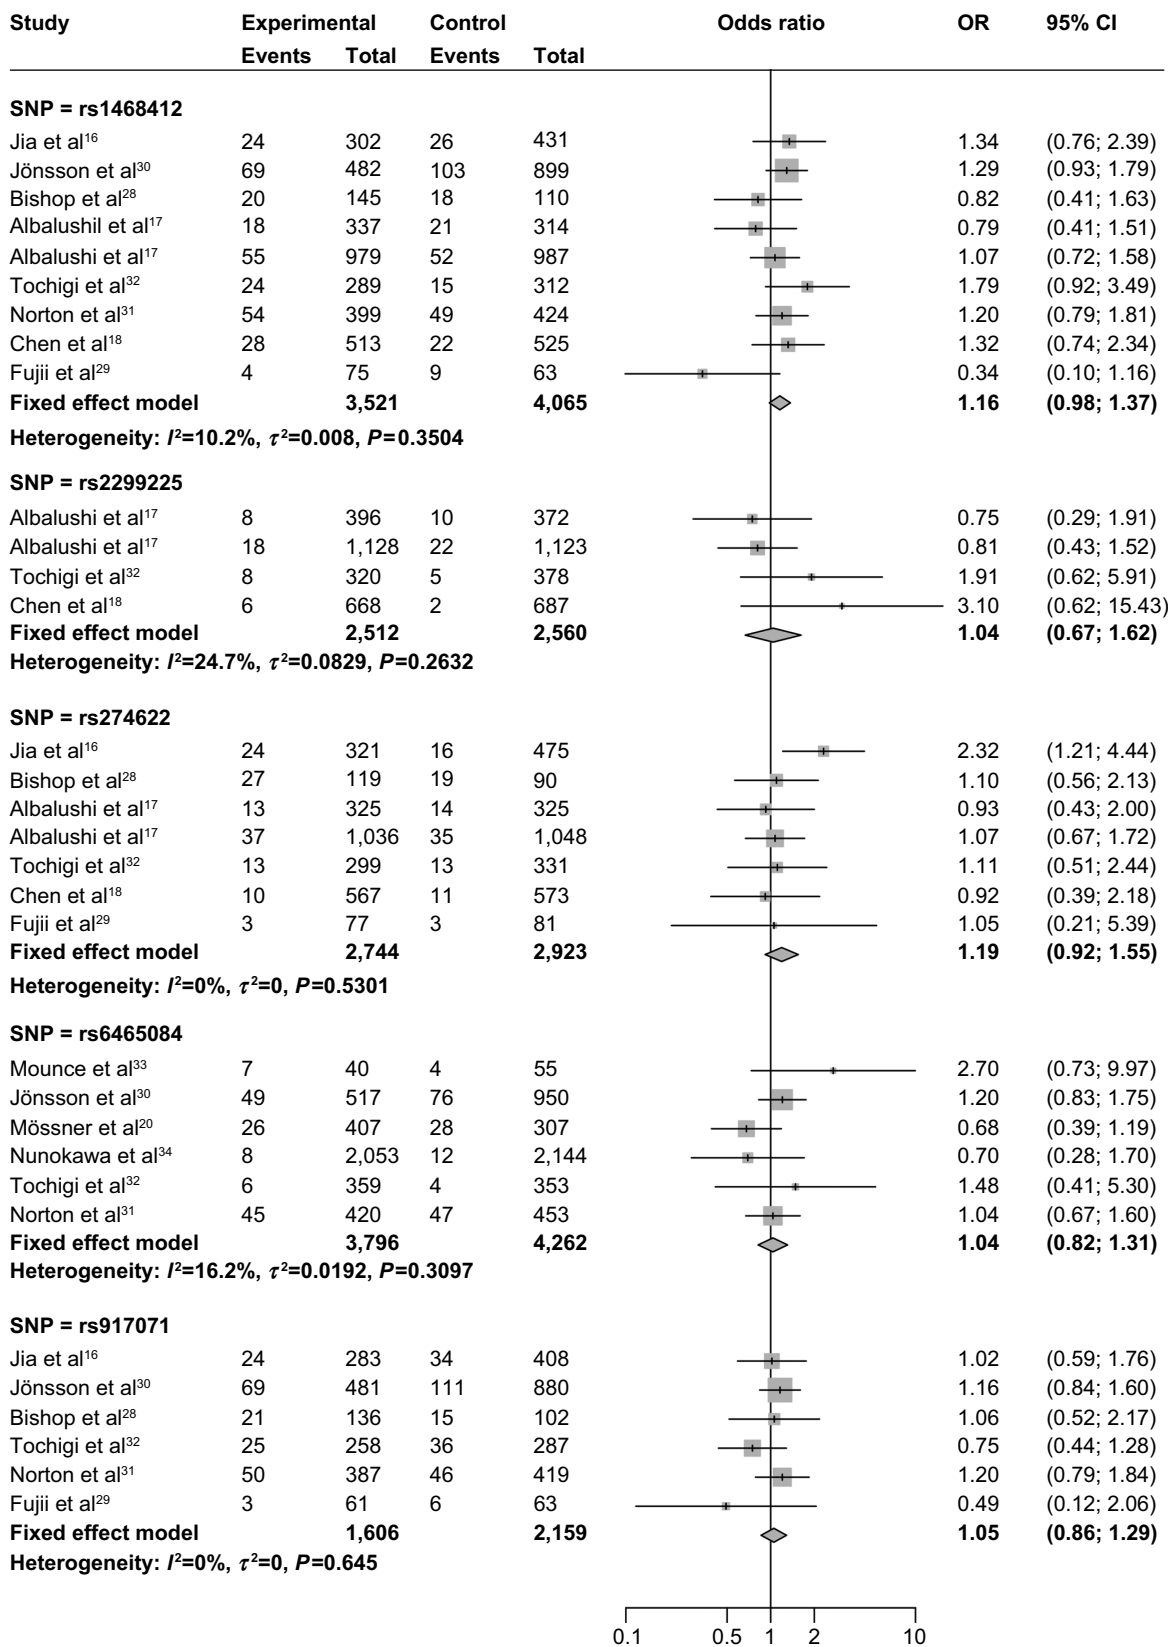 Study Experimental Control Odds ratio OR 95% CI
Events Total Events Total
SNP = rs1468412
Jia et al16 24 302 26 431 1.34 (0.76; 2.39)
Jönsson et al30 69 482 103 899 1.29 (0.93; 1.79)
Bishop et al28 20 145 18 110 0.82 (0.41; 1.63)
Albalushil et al17 18 337 21 314 0.79 (0.41; 1.51)
Albalushi et al17 55 979 52 987 1.07 (0.72; 1.58)
Tochigi et al32 24 289 15 312 1.79 (0.92; 3.49)
Norton et al31 54 399 49 424 1.20 (0.79; 1.81)
Chen et al18 28 513 22 525 1.32 (0.74; 2.34)
Fujii et al29 4 75 9 63 0.34 (0.10; 1.16)
Fixed effect model 3,521 4,065 1.16 (0.98; 1.37)
Heterogeneity: I²=10.2%, τ²=0.008, P=0.3504
SNP = rs2299225
Albalushi et al17 8 396 10 372 0.75 (0.29; 1.91)
Albalushi et al17 18 1,128 22 1,123 0.81 (0.43; 1.52)
Tochigi et al32 8 320 5 378 1.91 (0.62; 5.91)
Chen et al18 6 668 2 687 3.10 (0.62; 15.43)
Fixed effect model 2,512 2,560 1.04 (0.67; 1.62)
Heterogeneity: I²=24.7%, τ²=0.0829, P=0.2632
SNP = rs274622
Jia et al16 24 321 16 475 2.32 (1.21; 4.44)
Bishop et al28 27 119 19 90 1.10 (0.56; 2.13)
Albalushi et al17 13 325 14 325 0.93 (0.43; 2.00)
Albalushi et al17 37 1,036 35 1,048 1.07 (0.67; 1.72)
Tochigi et al32 13 299 13 331 1.11 (0.51; 2.44)
Chen et al18 10 567 11 573 0.92 (0.39; 2.18)
Fujii et al29 3 77 3 81 1.05 (0.21; 5.39)
Fixed effect model 2,744 2,923 1.19 (0.92; 1.55)
Heterogeneity: I²=0%, τ²=0, P=0.5301
SNP = rs6465084
Mounce et al33 7 40 4 55 2.70 (0.73; 9.97)
Jönsson et al30 49 517 76 950 1.20 (0.83; 1.75)
Mössner et al20 26 407 28 307 0.68 (0.39; 1.19)
Nunokawa et al34 8 2,053 12 2,144 0.70 (0.28; 1.70)
Tochigi et al32 6 359 4 353 1.48 (0.41; 5.30)
Norton et al31 45 420 47 453 1.04 (0.67; 1.60)
Fixed effect model 3,796 4,262 1.04 (0.82; 1.31)
Heterogeneity: I²=16.2%, τ²=0.0192, P=0.3097
SNP = rs917071
Jia et al16 24 283 34 408 1.02 (0.59; 1.76)
Jönsson et al30 69 481 111 880 1.16 (0.84; 1.60)
Bishop et al28 21 136 15 102 1.06 (0.52; 2.17)
Tochigi et al32 25 258 36 287 0.75 (0.44; 1.28)
Norton et al31 50 387 46 419 1.20 (0.79; 1.84)
Fujii et al29 3 61 6 63 0.49 (0.12; 2.06)
Fixed effect model 1,606 2,159 1.05 (0.86; 1.29)
Heterogeneity: I²=0%, τ²=0, P=0.645
0.1 0.5 1 2 10